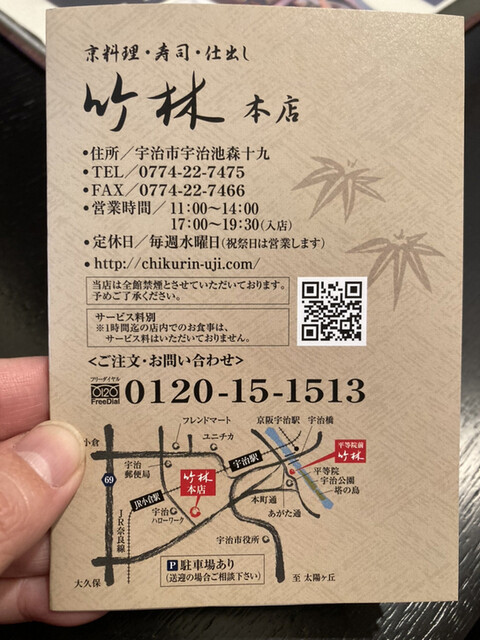 京料理・寿司・仕出し
竹林 本店
•住所／宇治市宇治池森十九
•TEL／0774-22-7475
•FAX／0774-22-7466
•営業時間／11:00〜14:00
17:00〜19:30(入店)
•定休日／毎週水曜日(祝祭日は営業します)
•http://chikurin-uji.com/
当店は全館禁煙とさせていただいております。
予めご了承ください。
サービス料別
※1時間迄の店内でのお食事は、
サービス料はいただいておりません。
<ご注文・お問い合わせ>
フリーダイヤル
FreeDial
0120-15-1513
フレンドマート
京阪宇治駅
宇治橋
小倉
ユニチカ
平等院前
竹林
宇治
郵便局
宇治駅
69
竹林
本店
平等院
宇治公園
塔の島
JR小倉駅
本町通
あがた通
JR奈良線
宇治
ハローワーク
宇治市役所
P 駐車場あり
(送迎の場合ご相談下さい)
大久保
至 太陽ヶ丘